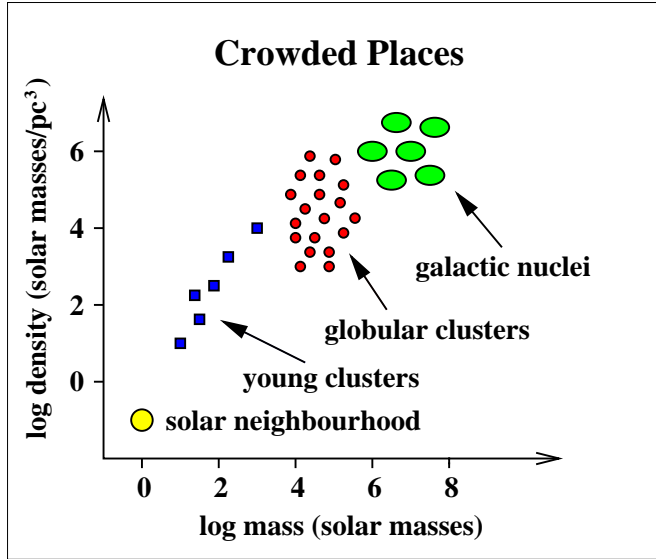 Crowded Places
log density (solar masses/pc³)
6
4
2
0
galactic nuclei
globular clusters
young clusters
solar neighbourhood
0 2 4 6 8
log mass (solar masses)